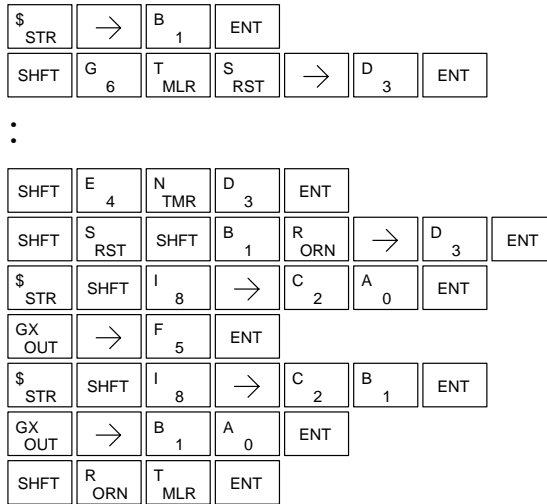 $ STR → B 1 ENT
SHFT G 6 T MLR S RST → D 3 ENT
:
SHFT E 4 N TMR D 3 ENT
SHFT S RST SHFT B 1 R ORN → D 3 ENT
$ STR SHFT I 8 → C 2 A 0 ENT
GX OUT → F 5 ENT
$ STR SHFT I 8 → C 2 B 1 ENT
GX OUT → B 1 A 0 ENT
SHFT R ORN T MLR ENT